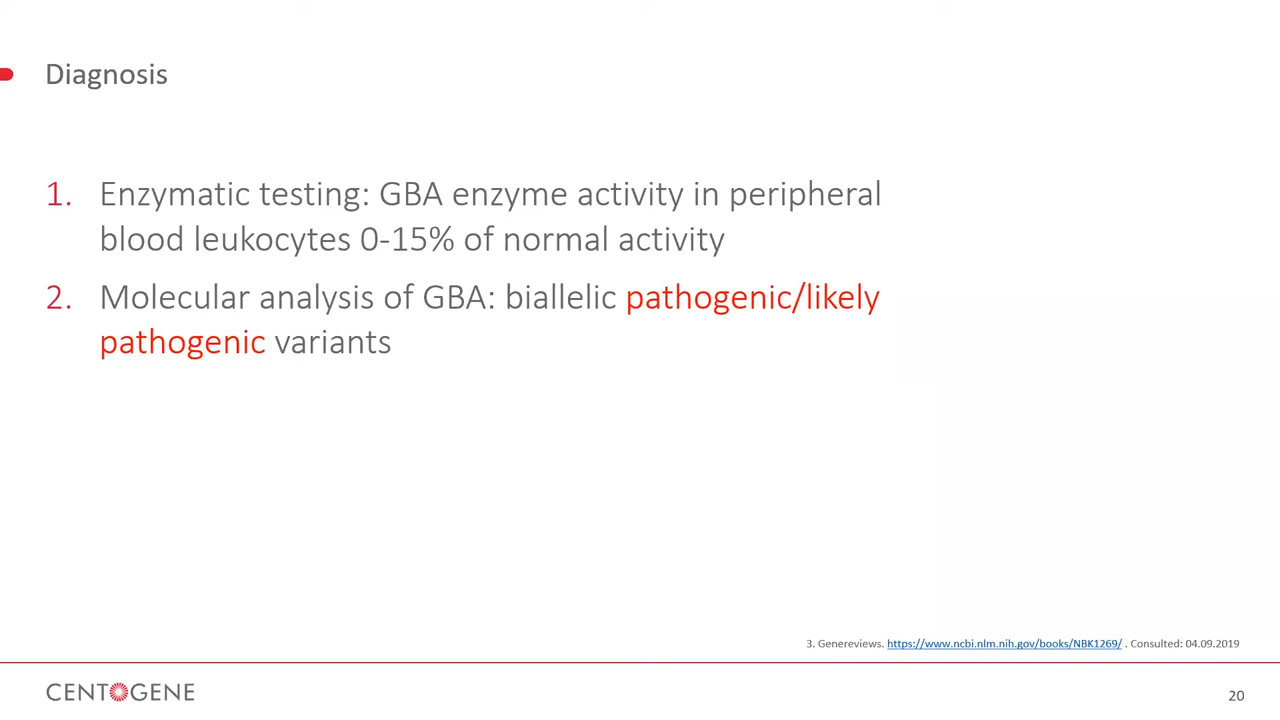 Diagnosis
1. Enzymatic testing: GBA enzyme activity in peripheral
blood leukocytes 0-15% of normal activity
2. Molecular analysis of GBA: biallelic pathogenic/likely
pathogenic variants
3. Genereviews. https://www.ncbi.nlm.nih.gov/books/NBK1269/ . Consulted: 04.09.2019
CENTOGENE
20